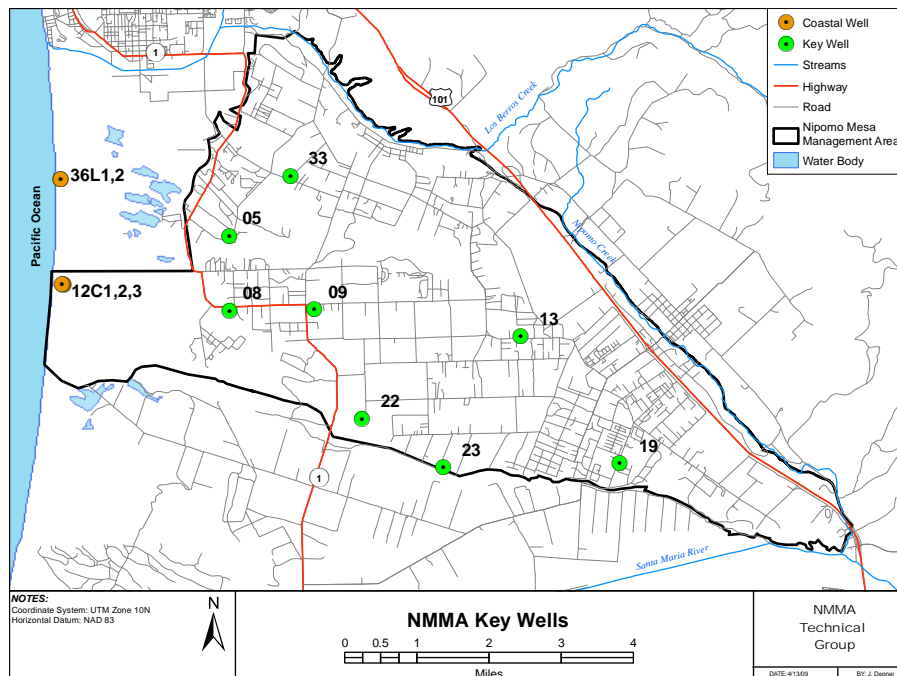 Coastal Well
Key Well
Streams
Highway
Road
Nipomo Mesa
Management Area
Water Body
1
101
Los Berros Creek
33
36L1,2
Pacific Ocean
05
Nipomo Creek
12C1,2,3
08
09
13
22
23
19
1
Santa Maria River
NOTES:
Coordinate System: UTM Zone 10N
Horizontal Datum: NAD 83
N
NMMA Key Wells
0 0.5 1 2 3 4
Miles
NMMA
Technical
Group
DATE: 4/13/09 BY: J. Degner